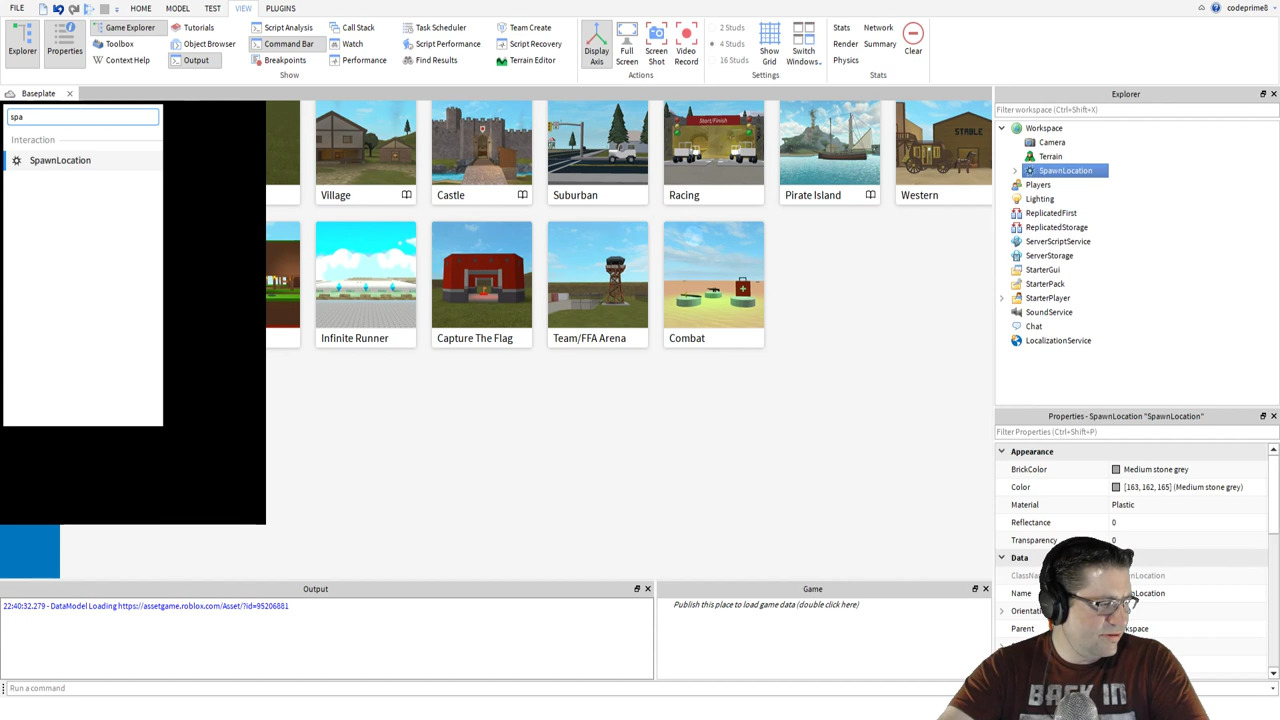 FILE HOME MODEL TEST VIEW PLUGINS codeprime8
Explorer
Properties
Game Explorer
Toolbox
Context Help
Tutorials
Object Browser
Output
Script Analysis
Command Bar
Breakpoints
Call Stack
Watch
Performance
Task Scheduler
Script Performance
Find Results
Team Create
Script Recovery
Terrain Editor
Show
Display
Axis
Full
Screen
Screen
Shot
Video
Record
Actions
2 Studs
4 Studs
16 Studs
Show
Grid
Switch
Windows..
Settings
Stats
Render
Physics
Network
Summary
Clear
Stats
Baseplate
spa
Interaction
SpawnLocation
Start/Finish
STABLE
Village
Castle
Suburban
Racing
Pirate Island
Western
Infinite Runner
Capture The Flag
Team/FFA Arena
Combat
Output
22:40:32.279 - DataModel Loading https://assetgame.roblox.com/Asset/?id=95206881
Game
Publish this place to load game data (double click here)
Run a command
Explorer
Filter workspace (Ctrl+Shift+X)
Workspace
Camera
Terrain
SpawnLocation
Players
Lighting
ReplicatedFirst
ReplicatedStorage
ServerScriptService
ServerStorage
StarterGui
StarterPack
StarterPlayer
SoundService
Chat
LocalizationService
Properties - SpawnLocation "SpawnLocation"
Filter Properties (Ctrl+Shift+P)
Appearance
BrickColor Medium stone grey
Color [163, 162, 165] (Medium stone grey)
Material Plastic
Reflectance 0
Transparency 0
Data
Name
Parent
BACK IN